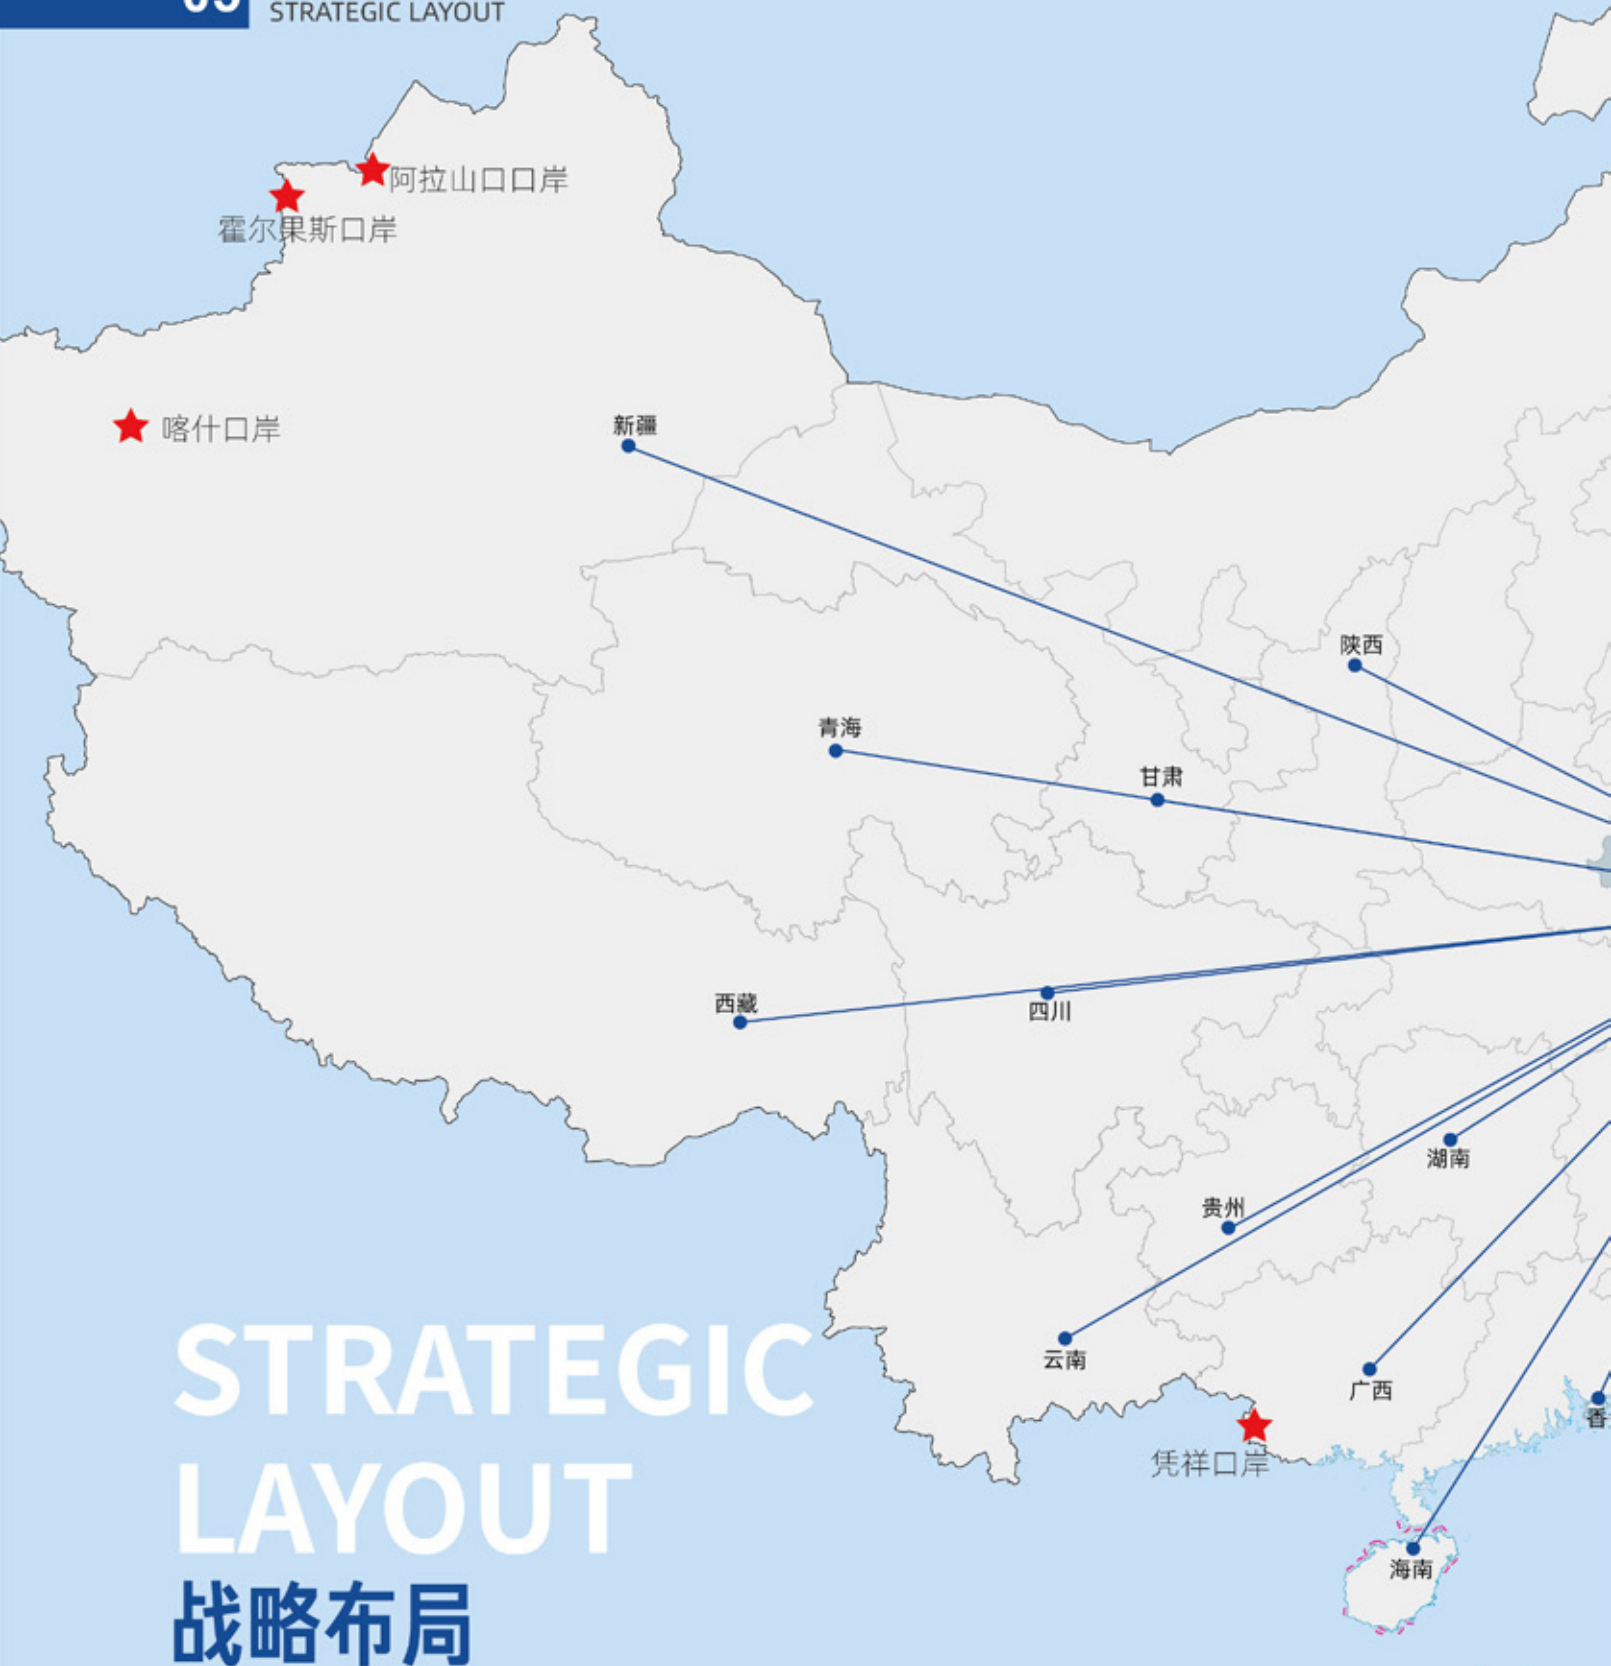 STRATEGIC LAYOUT
阿拉山口口岸
霍尔果斯口岸
喀什口岸
新疆
陕西
青海
甘肃
西藏
四川
湖南
贵州
云南
广西
香
凭祥口岸
海南
STRATEGIC
LAYOUT
战略布局